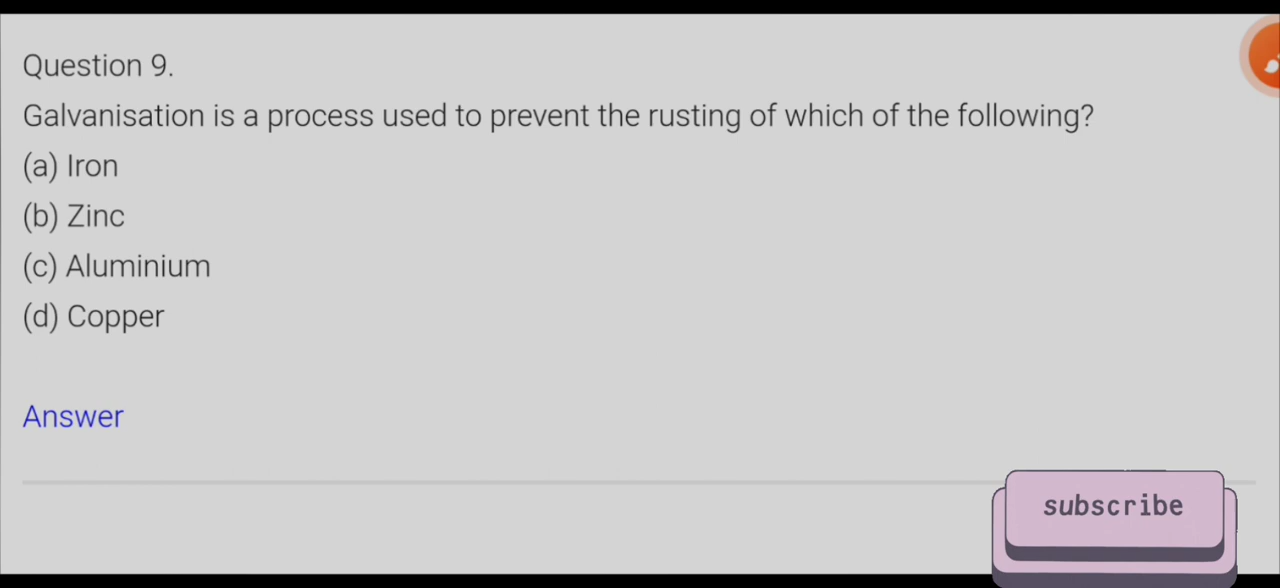 Question 9.
Galvanisation is a process used to prevent the rusting of which of the following?
(a) Iron
(b) Zinc
(c) Aluminium
(d) Copper
Answer
subscribe